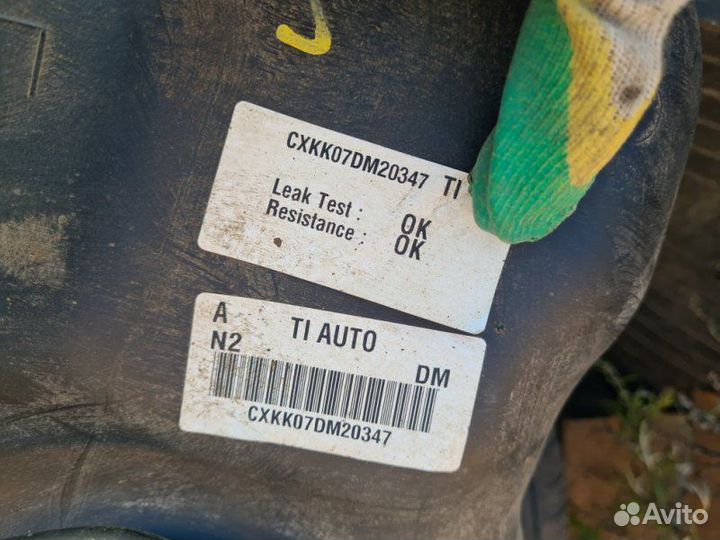 CXKK07DM20347 TI
Leak Test : OK
Resistance : OK
A TI AUTO
N2 DM
CXKK07DM20347
Avito